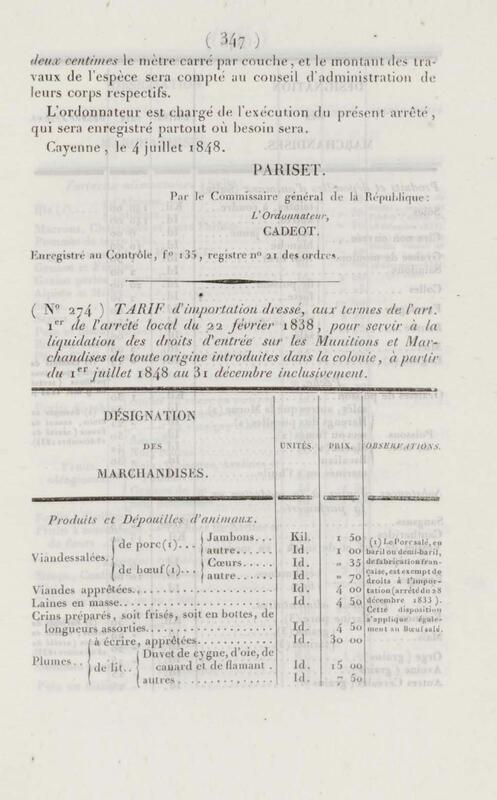 ( 347 )
deux centimes le mètre carré par couche, et le montant des tra-
vaux de l'espèce sera compté au conseil d'administration de
leurs corps respectifs.
L'ordonnateur est chargé de l'exécution du présent arrêté,
qui sera enregistré partout où besoin sera.
Cayenne, le 4 juillet 1848.
PARISET.
Par le Commissaire général de la République:
L'Ordonnateur,
CADEOT.
Enregistré au Contrôle, fº 135, registre nº 21 des ordres.
( Nº 274 ) TARIF d'importation dressé, aux termes de l'art.
1er de l'arrêté local du 22 février 1838, pour servir à la
liquidation des droits d'entrée sur les Munitions et Mar-
chandises de toute origine introduites dans la colonie, à partir
du 1er juillet 1848 au 31 décembre inclusivement.
DÉSIGNATION
DES
MARCHANDISES.
UNITÉS.
PRIX.
OBSERVATIONS.
Produits et Dépouilles d'animaux.
Viandes salées. de porc(1)... Jambons... Kil. 1 50
autre...... Id. 1 00
de bœuf(1)... Cœurs...... Id. » 35
autre...... Id. » 70
Viandes apprêtées.............. Id. 4 00
Laines en masse.............. Id. 4 50
Crins préparés, soit frisés, soit en bottes, de
longueurs assorties.............. Id. 4 50
Plumes.. à écrire, apprêtées.............. Id. 30 00
de lit.. Duvet de cygne, d'oie, de
canard et de flamant . Id. 15 00
autres.............. Id. 7 50
(1) Le Porc salé, en
baril ou demi-baril,
de fabrication fran-
çaise, est exempt de
droits à l'impor-
tation (arrêté du 28
décembre 1833 ).
Cette disposition
s'applique égale-
ment au Bœuf salé.